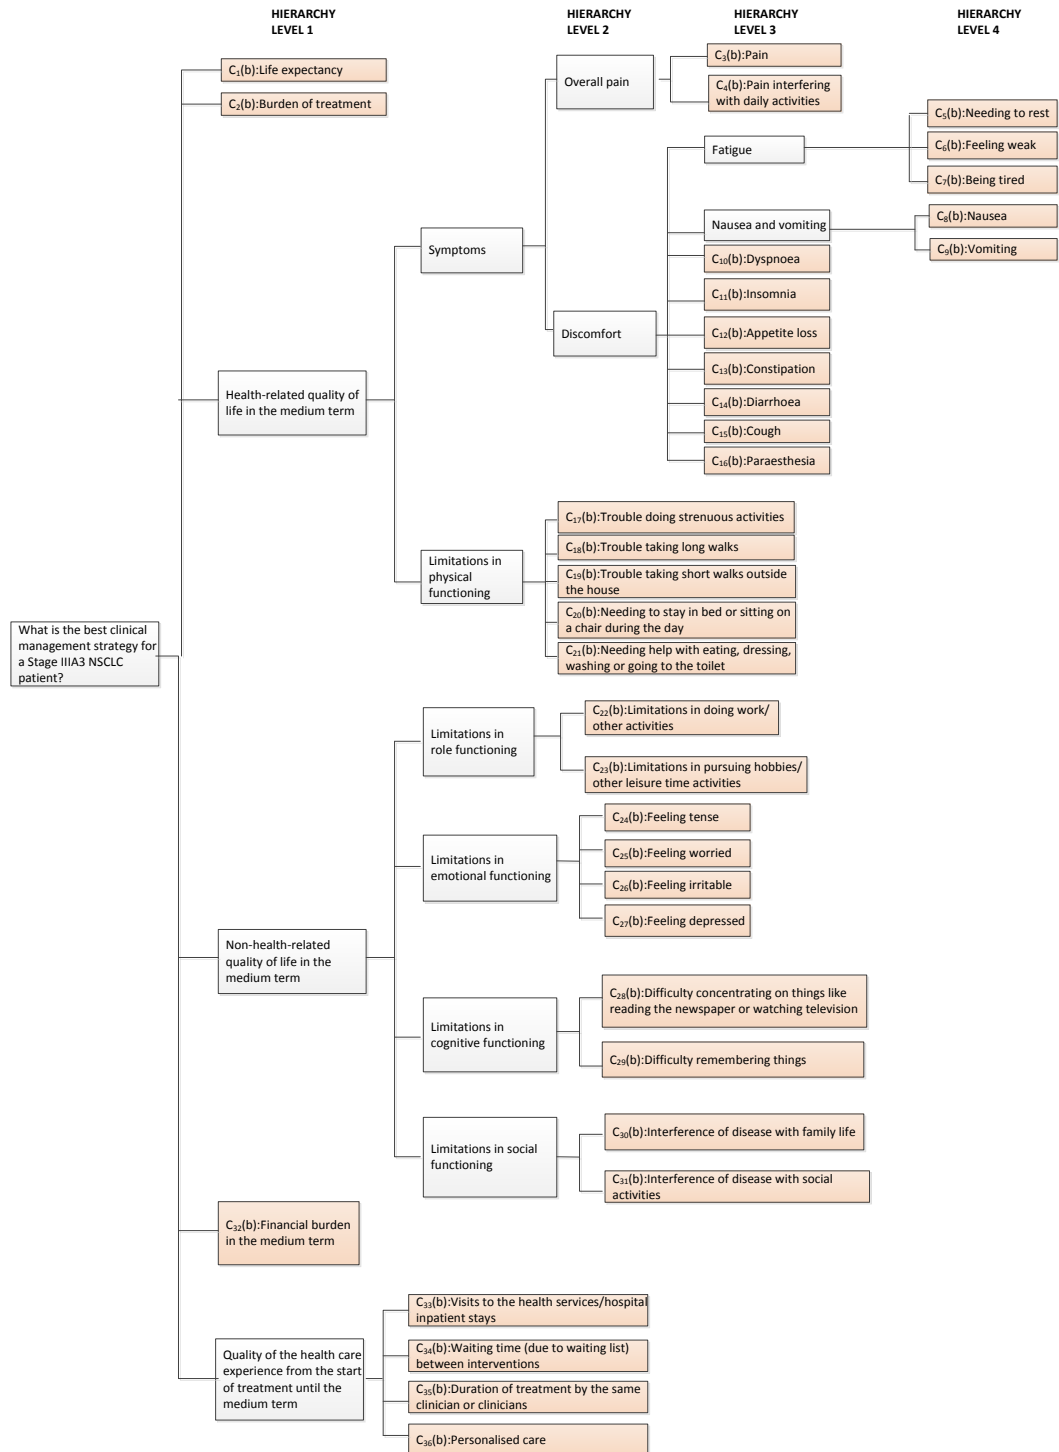 HIERARCHY
LEVEL 1
HIERARCHY
LEVEL 2
HIERARCHY
LEVEL 3
HIERARCHY
LEVEL 4
What is the best clinical
management strategy for
a Stage IIIA3 NSCLC
patient?
C₁(b):Life expectancy
C₂(b):Burden of treatment
Health-related quality of
life in the medium term
Symptoms
Overall pain
C₃(b):Pain
C₄(b):Pain interfering
with daily activities
Discomfort
Fatigue
C₅(b):Needing to rest
C₆(b):Feeling weak
C₇(b):Being tired
Nausea and vomiting
C₈(b):Nausea
C₉(b):Vomiting
C₁₀(b):Dyspnoea
C₁₁(b):Insomnia
C₁₂(b):Appetite loss
C₁₃(b):Constipation
C₁₄(b):Diarrhoea
C₁₅(b):Cough
C₁₆(b):Paraesthesia
Limitations in
physical
functioning
C₁₇(b):Trouble doing strenuous activities
C₁₈(b):Trouble taking long walks
C₁₉(b):Trouble taking short walks outside
the house
C₂₀(b):Needing to stay in bed or sitting on
a chair during the day
C₂₁(b):Needing help with eating, dressing,
washing or going to the toilet
Non-health-related
quality of life in the
medium term
Limitations in
role functioning
C₂₂(b):Limitations in doing work/
other activities
C₂₃(b):Limitations in pursuing hobbies/
other leisure time activities
Limitations in
emotional functioning
C₂₄(b):Feeling tense
C₂₅(b):Feeling worried
C₂₆(b):Feeling irritable
C₂₇(b):Feeling depressed
Limitations in
cognitive functioning
C₂₈(b):Difficulty concentrating on things like
reading the newspaper or watching television
C₂₉(b):Difficulty remembering things
Limitations in social
functioning
C₃₀(b):Interference of disease with family life
C₃₁(b):Interference of disease with social
activities
C₃₂(b):Financial burden
in the medium term
Quality of the health care
experience from the start
of treatment until the
medium term
C₃₃(b):Visits to the health services/hospital
inpatient stays
C₃₄(b):Waiting time (due to waiting list)
between interventions
C₃₅(b):Duration of treatment by the same
clinician or clinicians
C₃₆(b):Personalised care